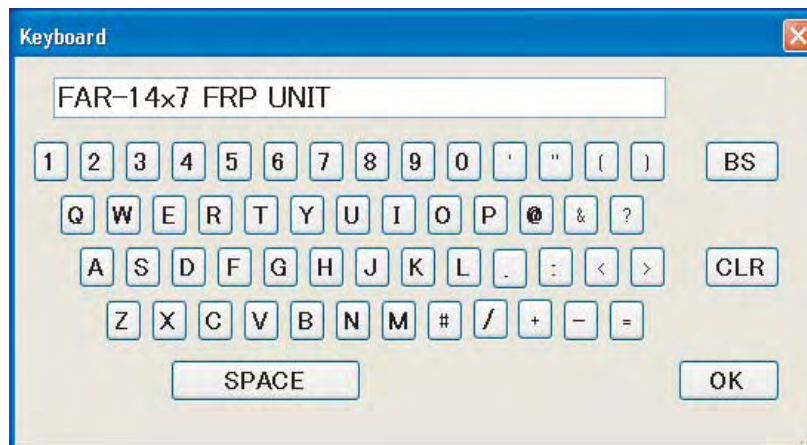 Keyboard
FAR-14x7 FRP UNIT
1 2 3 4 5 6 7 8 9 0 ' " ( ) BS
Q W E R T Y U I O P @ & ?
A S D F G H J K L . : < > CLR
Z X C V B N M # / + - =
SPACE OK